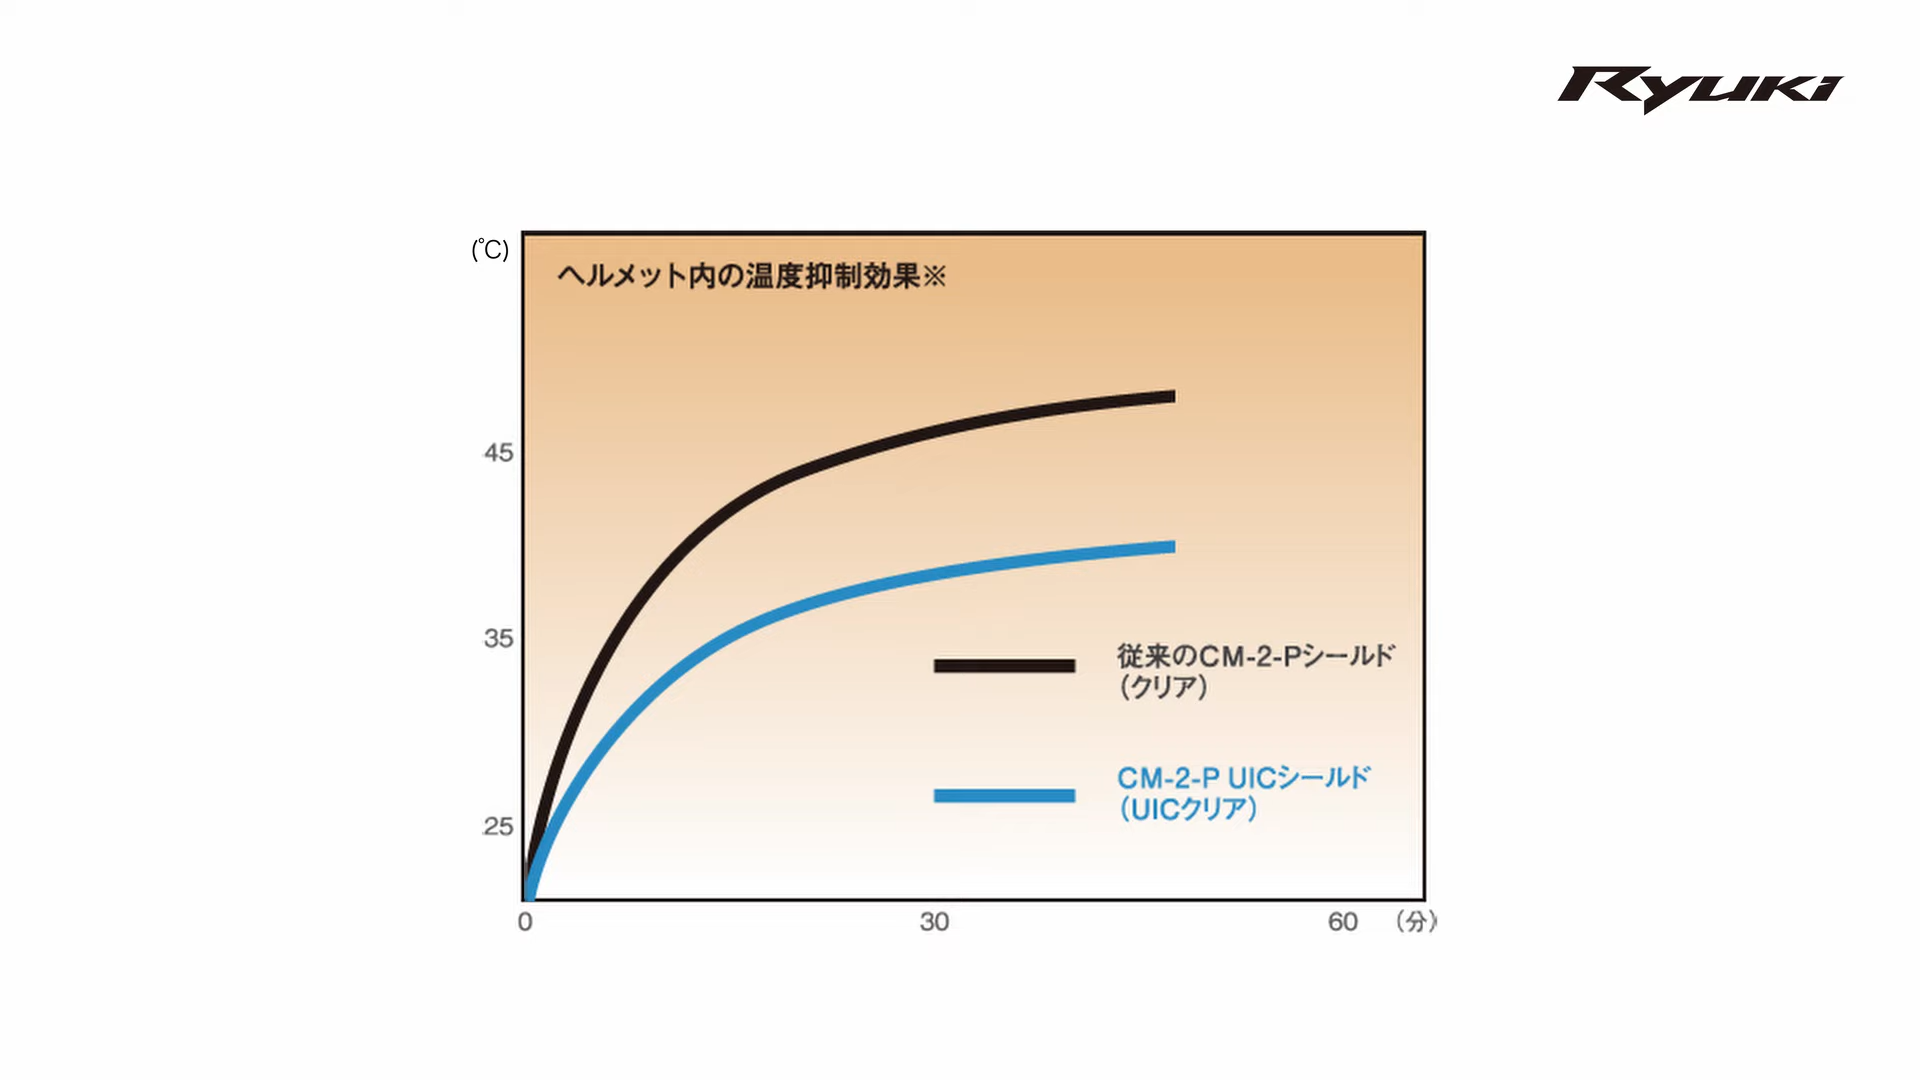 RYUKI
(℃)
ヘルメット内の温度抑制効果※
45
35
25
従来のCM-2-Pシールド
（クリア）
CM-2-P UICシールド
（UICクリア）
0
30
60
（分）